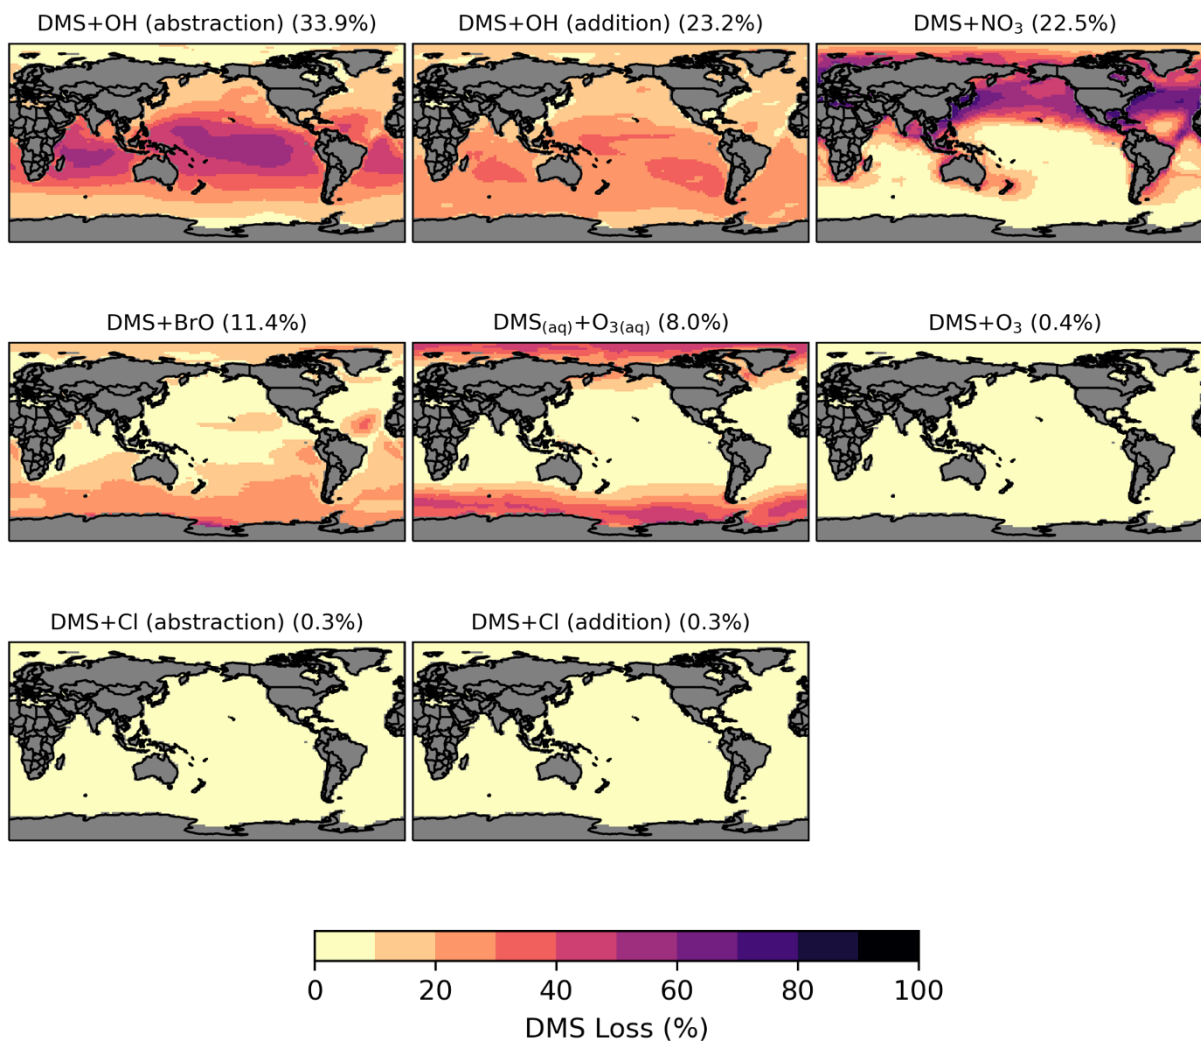 DMS+OH (abstraction) (33.9%)
DMS+OH (addition) (23.2%)
DMS+NO₃ (22.5%)
DMS+BrO (11.4%)
DMS₍aq₎+O₃₍aq₎ (8.0%)
DMS+O₃ (0.4%)
DMS+Cl (abstraction) (0.3%)
DMS+Cl (addition) (0.3%)
0 20 40 60 80 100
DMS Loss (%)